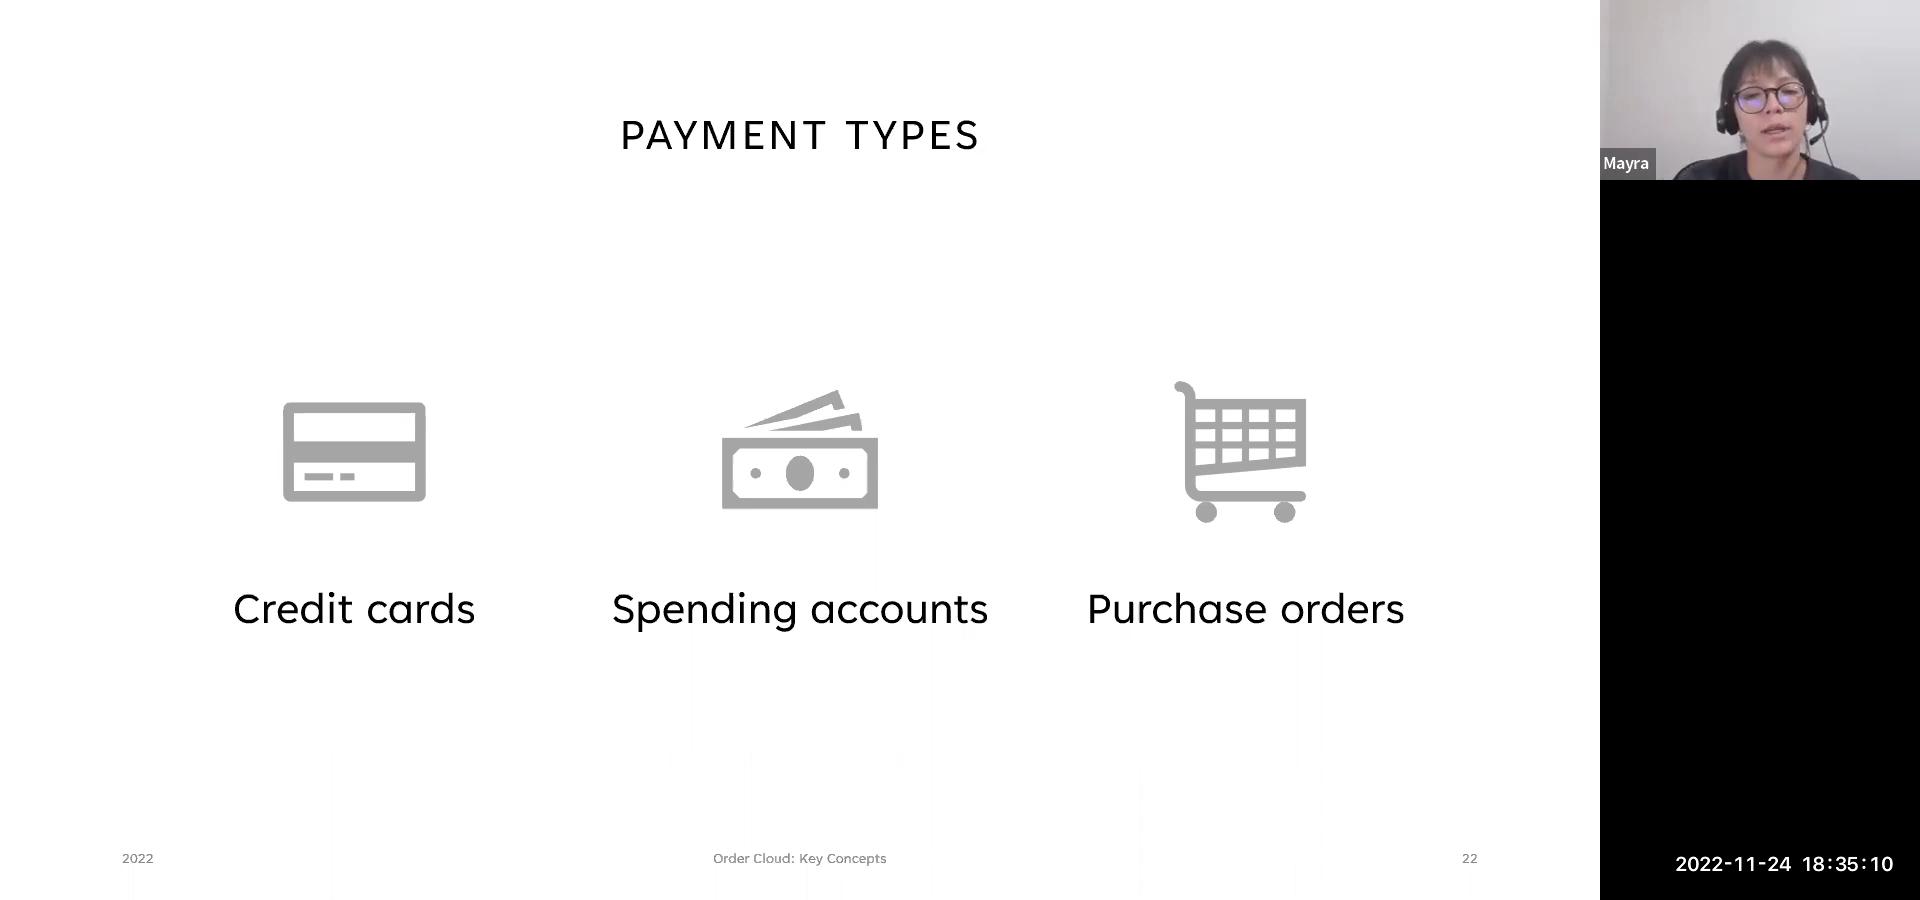 PAYMENT TYPES
Mayra
Credit cards
Spending accounts
Purchase orders
2022
Order Cloud: Key Concepts
22
2022-11-24 18:35:10